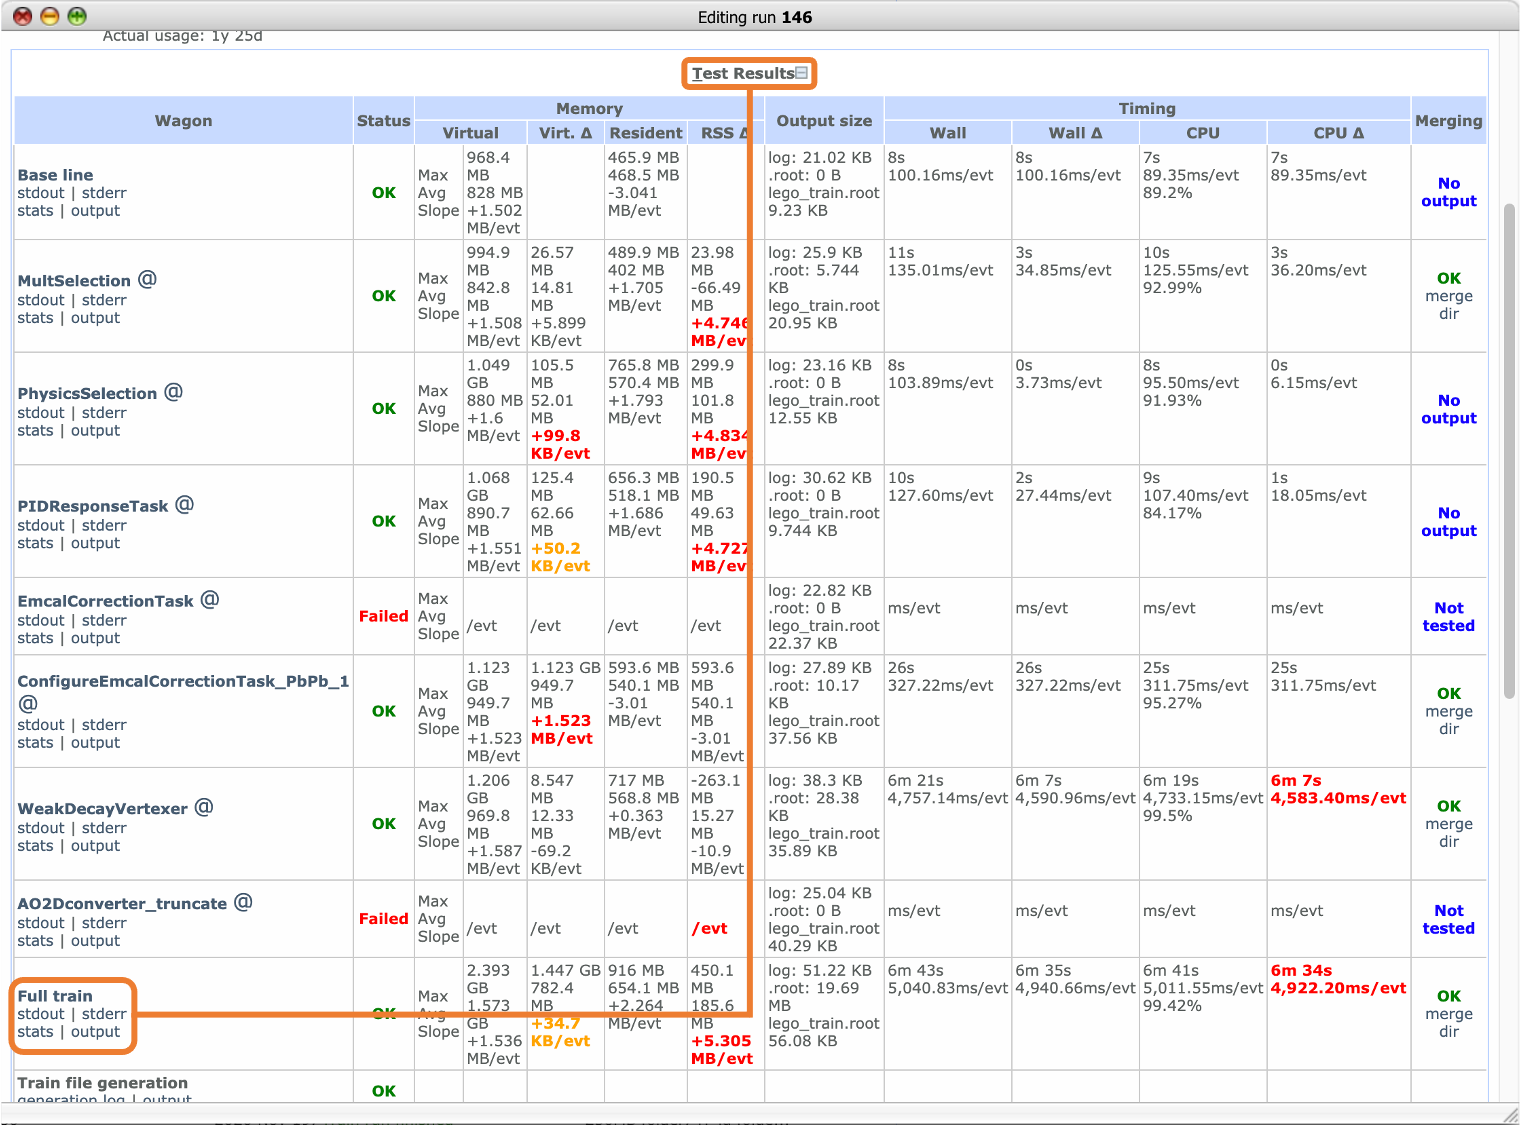 Editing run 146
Actual usage: 1y 25d
Test Results
Wagon Status Memory Output size Timing Merging
Virtual Virt. Δ Resident RSS Δ Wall Wall Δ CPU CPU Δ
Base line
stdout | stderr
stats | output
OK
Max
Avg
Slope
968.4
MB
828 MB
+1.502
MB/evt
465.9 MB
468.5 MB
-3.041
MB/evt
log: 21.02 KB
.root: 0 B
lego_train.root
9.23 KB
8s
100.16ms/evt
8s
100.16ms/evt
7s
89.35ms/evt
89.2%
7s
89.35ms/evt
No
output
MultSelection @
stdout | stderr
stats | output
OK
Max
Avg
Slope
994.9
MB
842.8
MB
+1.508
MB/evt
26.57
MB
14.81
MB
+5.899
KB/evt
489.9 MB
402 MB
+1.705
MB/evt
23.98
MB
-66.49
MB
+4.746
MB/evt
log: 25.9 KB
.root: 5.744
KB
lego_train.root
20.95 KB
11s
135.01ms/evt
3s
34.85ms/evt
10s
125.55ms/evt
92.99%
3s
36.20ms/evt
OK
merge
dir
PhysicsSelection @
stdout | stderr
stats | output
OK
Max
Avg
Slope
1.049
GB
880 MB
+1.6
MB/evt
105.5
MB
52.01
MB
+99.8
KB/evt
765.8 MB
570.4 MB
+1.793
MB/evt
299.9
MB
101.8
MB
+4.834
MB/evt
log: 23.16 KB
.root: 0 B
lego_train.root
12.55 KB
8s
103.89ms/evt
0s
3.73ms/evt
8s
95.50ms/evt
91.93%
0s
6.15ms/evt
No
output
PIDResponseTask @
stdout | stderr
stats | output
OK
Max
Avg
Slope
1.068
GB
890.7
MB
+1.551
MB/evt
125.4
MB
62.66
MB
+50.2
KB/evt
656.3 MB
518.1 MB
+1.686
MB/evt
190.5
MB
49.63
MB
+4.727
MB/evt
log: 30.62 KB
.root: 0 B
lego_train.root
9.744 KB
10s
127.60ms/evt
2s
27.44ms/evt
9s
107.40ms/evt
84.17%
1s
18.05ms/evt
No
output
EmcalCorrectionTask @
stdout | stderr
stats | output
Failed
Max
Avg
Slope
/evt
/evt
/evt
/evt
log: 22.82 KB
.root: 0 B
lego_train.root
22.37 KB
ms/evt
ms/evt
ms/evt
ms/evt
Not
tested
ConfigureEmcalCorrectionTask_PbPb_1
@
stdout | stderr
stats | output
OK
Max
Avg
Slope
1.123
GB
949.7
MB
+1.523
MB/evt
1.123 GB
949.7
MB
+1.523
MB/evt
593.6 MB
540.1 MB
-3.01
MB/evt
593.6
MB
540.1
MB
-3.01
MB/evt
log: 27.89 KB
.root: 10.17
KB
lego_train.root
37.56 KB
26s
327.22ms/evt
26s
327.22ms/evt
25s
311.75ms/evt
95.27%
25s
311.75ms/evt
OK
merge
dir
WeakDecayVertexer @
stdout | stderr
stats | output
OK
Max
Avg
Slope
1.206
GB
969.8
MB
+1.587
MB/evt
8.547
MB
12.33
MB
-69.2
KB/evt
717 MB
568.8 MB
+0.363
MB/evt
-263.1
MB
15.27
MB
-10.9
MB/evt
log: 38.3 KB
.root: 28.38
KB
lego_train.root
35.89 KB
6m 21s
4,757.14ms/evt
6m 7s
4,590.96ms/evt
6m 19s
4,733.15ms/evt
99.5%
6m 7s
4,583.40ms/evt
OK
merge
dir
AO2Dconverter_truncate @
stdout | stderr
stats | output
Failed
Max
Avg
Slope
/evt
/evt
/evt
/evt
log: 25.04 KB
.root: 0 B
lego_train.root
40.29 KB
ms/evt
ms/evt
ms/evt
ms/evt
Not
tested
Full train
stdout | stderr
stats | output
OK
Max
Avg
Slope
2.393
GB
1.573
GB
+1.536
MB/evt
1.447 GB
782.4
MB
+34.7
KB/evt
916 MB
654.1 MB
+2.264
MB/evt
450.1
MB
185.6
MB
+5.305
MB/evt
log: 51.22 KB
.root: 19.69
MB
lego_train.root
56.08 KB
6m 43s
5,040.83ms/evt
6m 35s
4,940.66ms/evt
6m 41s
5,011.55ms/evt
99.42%
6m 34s
4,922.20ms/evt
OK
merge
dir
Train file generation
generation log | output
OK